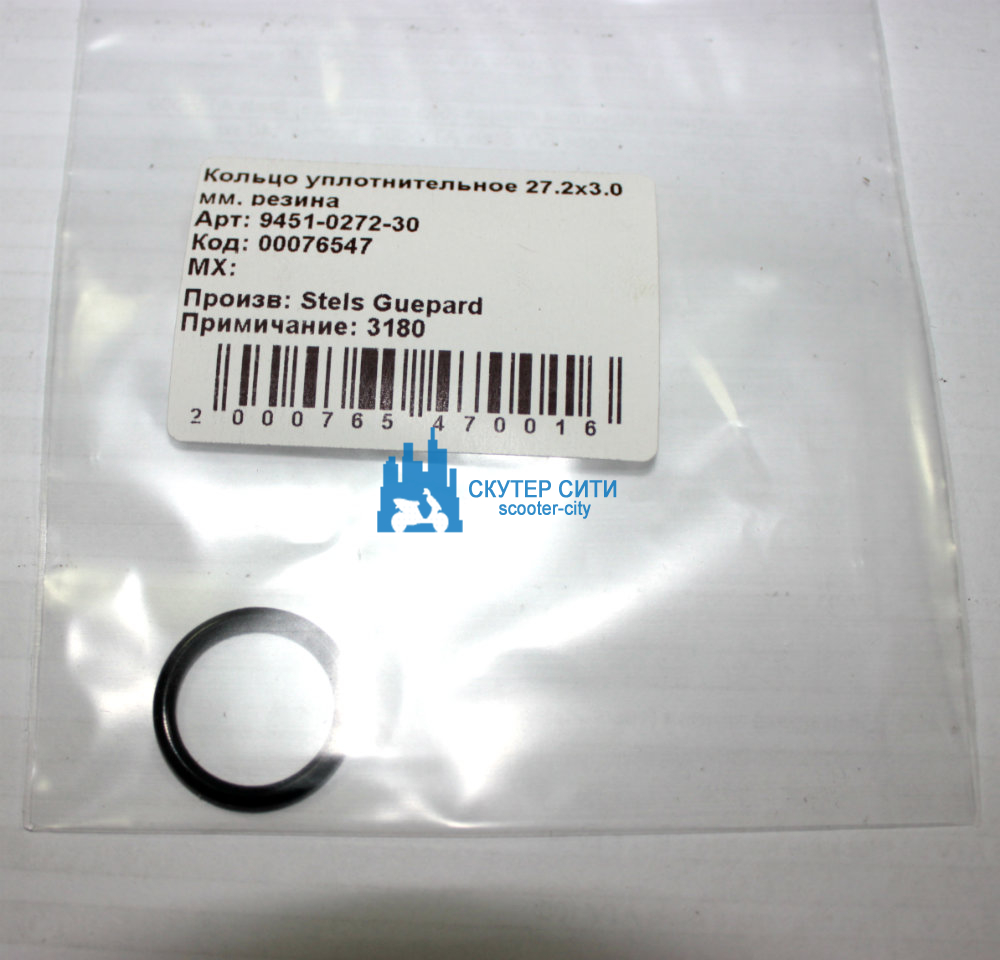 Кольцо уплотнительное 27.2x3.0
мм. резина
Арт: 9451-0272-30
Код: 00076547
МХ:
Произв: Stels Guepard
Примичание: 3180
2 000765 470016
СКУТЕР СИТИ
scooter-city